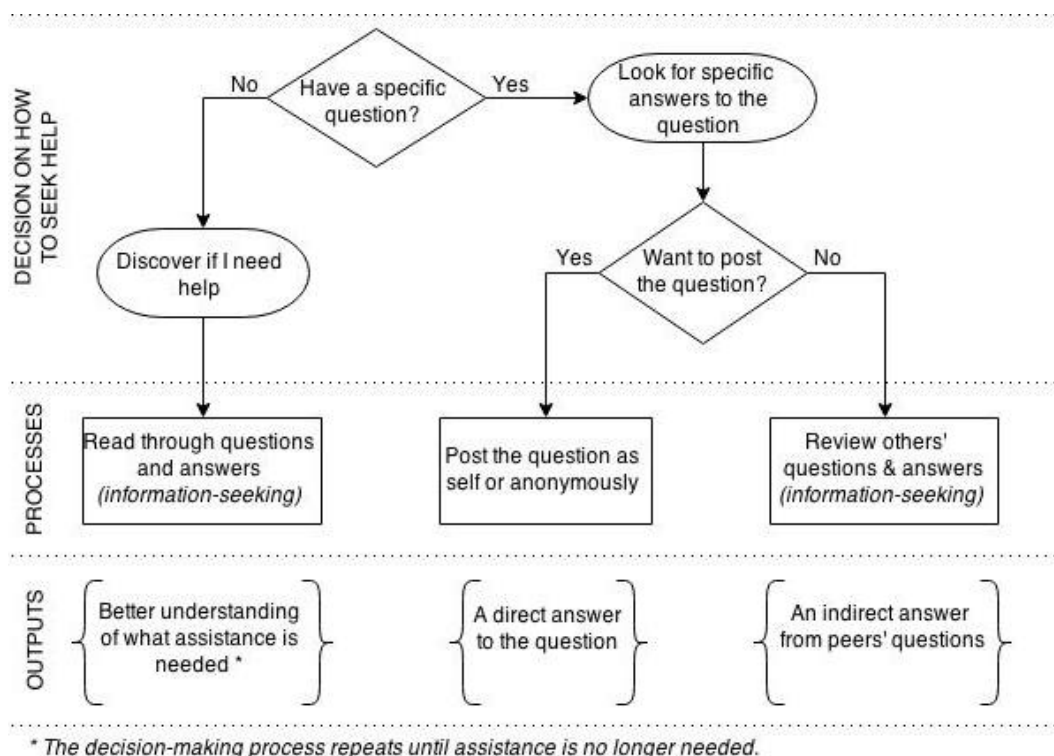 DECISION ON HOW
TO SEEK HELP
No
Have a specific
question?
Yes
Look for specific
answers to the
question
Discover if I need
help
Yes
Want to post
the question?
No
PROCESSES
Read through questions
and answers
(information-seeking)
Post the question as
self or anonymously
Review others'
questions & answers
(information-seeking)
OUTPUTS
Better understanding
of what assistance is
needed *
A direct answer
to the question
An indirect answer
from peers' questions
* The decision-making process repeats until assistance is no longer needed.